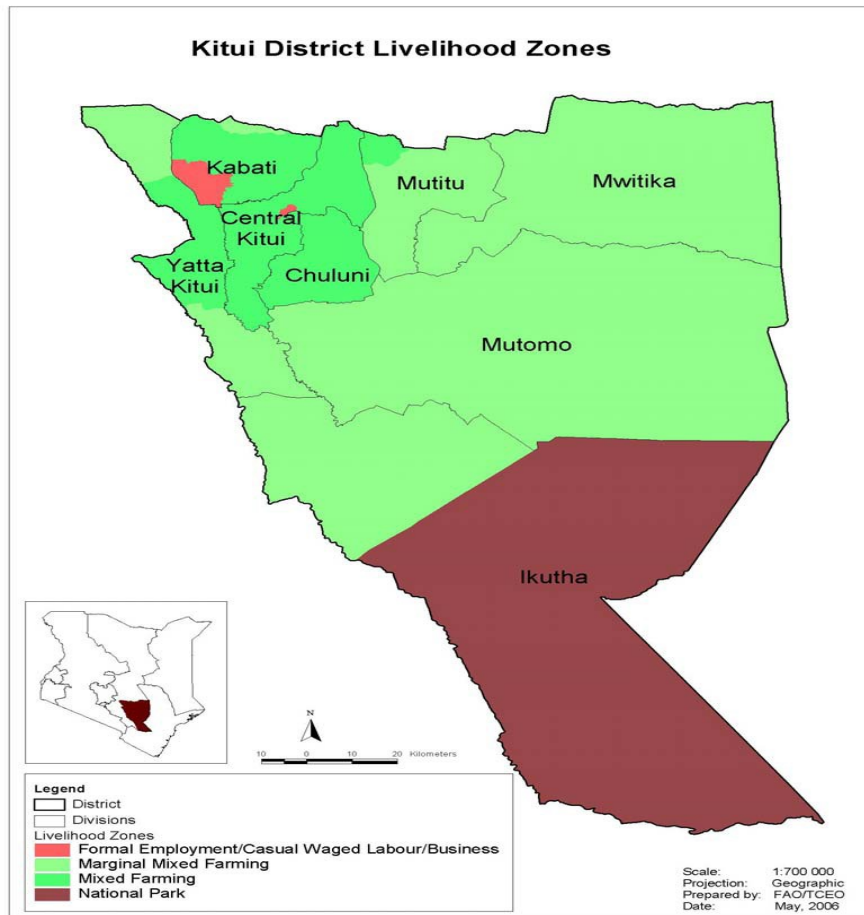 Kitui District Livelihood Zones
Kabati
Mutitu
Mwitika
Central
Kitui
Yatta
Kitui
Chuluni
Mutomo
Ikutha
N
10 0 10 20 Kilometers
Legend
District
Divisions
Livelihood Zones
Formal Employment/Casual Waged Labour/Business
Marginal Mixed Farming
Mixed Farming
National Park
Scale: 1:700 000
Projection: Geographic
Prepared by: FAO/TCEO
Date: May, 2006